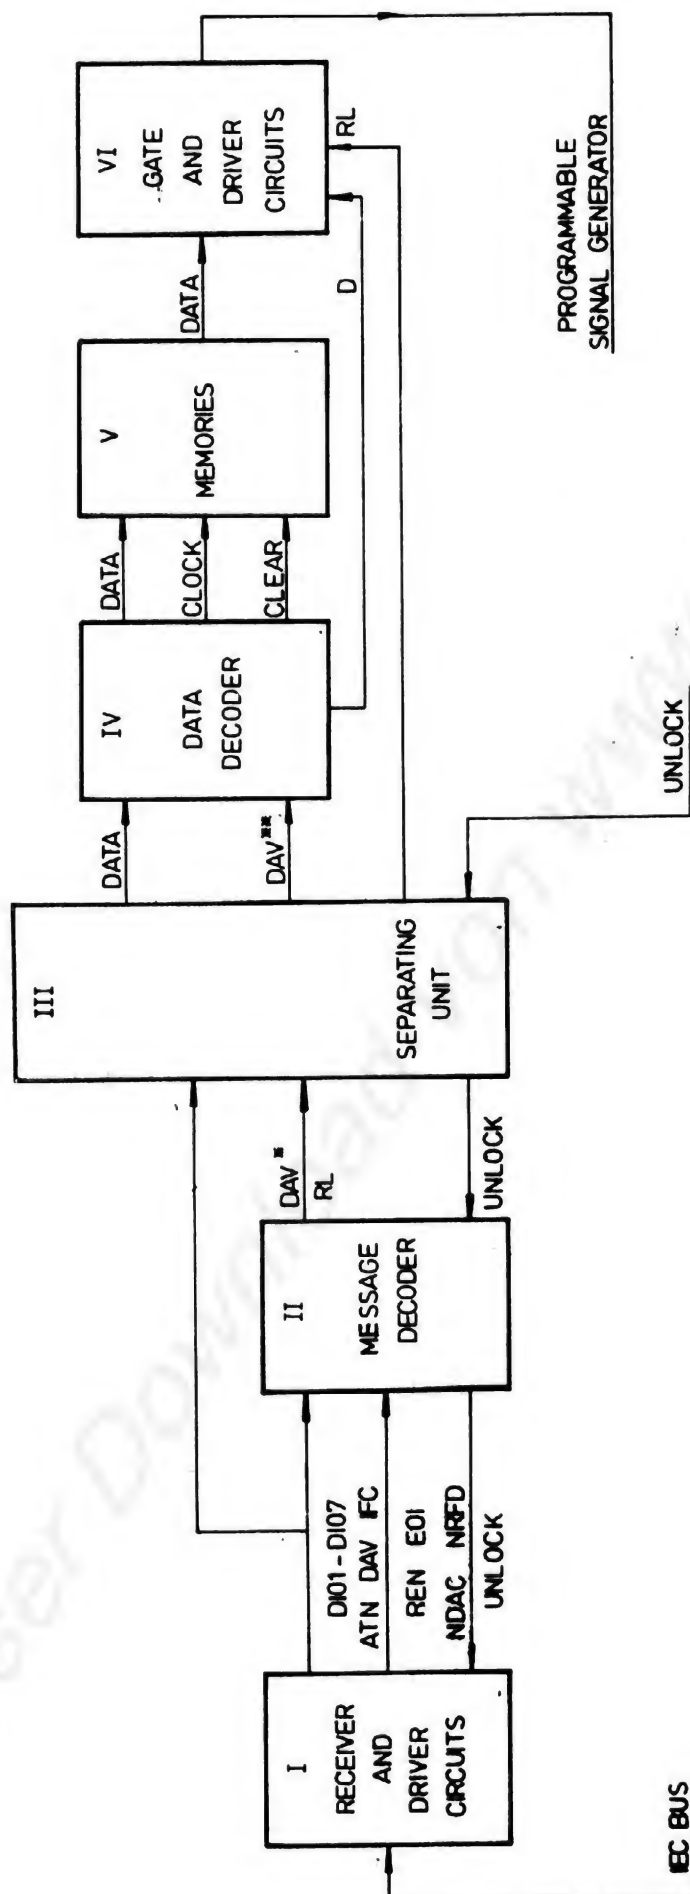 I
RECEIVER
AND
DRIVER
CIRCUITS
IEC BUS
DIO1-DIO7
ATN DAV IFC
REN EOI
NDAC NRFD
UNLOCK
II
MESSAGE
DECODER
DAV*
RL
UNLOCK
III
SEPARATING
UNIT
DATA
DAV**
UNLOCK
IV
DATA
DECODER
DATA
CLOCK
CLEAR
D
V
MEMORIES
DATA
VI
GATE
AND
DRIVER
CIRCUITS
RL
PROGRAMMABLE
SIGNAL GENERATOR